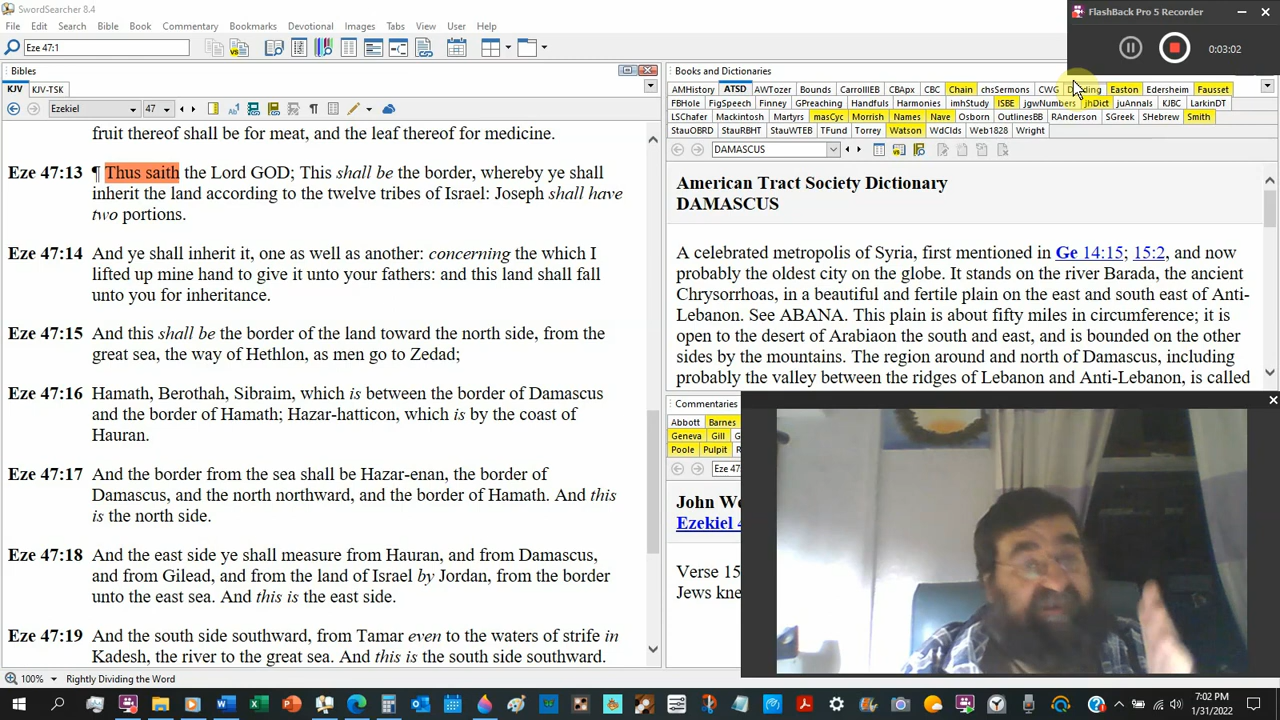 SwordSearcher 8.4
File Edit Search Bible Book Commentary Bookmarks Devotional Images Tabs View User Help
Eze 47:1
FlashBack Pro 5 Recorder
00:03:02
Bibles
KJV KJV-TSK
Ezekiel 47
fruit thereof shall be for meat, and the leaf thereof for medicine.
Eze 47:13 ¶ Thus saith the Lord GOD; This shall be the border, whereby ye shall
inherit the land according to the twelve tribes of Israel: Joseph shall have
two portions.
Eze 47:14 And ye shall inherit it, one as well as another: concerning the which I
lifted up mine hand to give it unto your fathers: and this land shall fall
unto you for inheritance.
Eze 47:15 And this shall be the border of the land toward the north side, from the
great sea, the way of Hethlon, as men go to Zedad;
Eze 47:16 Hamath, Berothah, Sibraim, which is between the border of Damascus
and the border of Hamath; Hazar-hatticon, which is by the coast of
Hauran.
Eze 47:17 And the border from the sea shall be Hazar-enan, the border of
Damascus, and the north northward, and the border of Hamath. And this
is the north side.
Eze 47:18 And the east side ye shall measure from Hauran, and from Damascus,
and from Gilead, and from the land of Israel by Jordan, from the border
unto the east sea. And this is the east side.
Eze 47:19 And the south side southward, from Tamar even to the waters of strife in
Kadesh, the river to the great sea. And this is the south side southward.
100% Rightly Dividing the Word
Books and Dictionaries
AMHistory ATSD AWTozer Bounds CarrollIEB CBApx CBC Chain chsSermons CWG Easton Edersheim Fausset
FBHole FigSpeech Finney GPreaching Handfuls Harmonies imhStudy ISBE jgwNumbers jhDict juAnnals KJBC LarkinDT
LSChafer Mackintosh Martyrs masCyc Morrish Names Nave Osborn OutlinesBB RAnderson SGreek SHebrew Smith
StauOBRD StauRBHT StauWTEB TFund Torrey Watson WdClds Web1828 Wright
DAMASCUS
American Tract Society Dictionary
DAMASCUS
A celebrated metropolis of Syria, first mentioned in Ge 14:15; 15:2, and now
probably the oldest city on the globe. It stands on the river Barada, the ancient
Chrysorrhoas, in a beautiful and fertile plain on the east and south east of Anti-
Lebanon. See ABANA. This plain is about fifty miles in circumference; it is
open to the desert of Arabiaon the south and east, and is bounded on the other
sides by the mountains. The region around and north of Damascus, including
probably the valley between the ridges of Lebanon and Anti-Lebanon, is called
Commentaries
Abbott Barnes
Geneva Gill
Poole Pulpit
Eze 47
John
Ezekiel
Verse 15
Jews
7:02 PM
1/31/2022